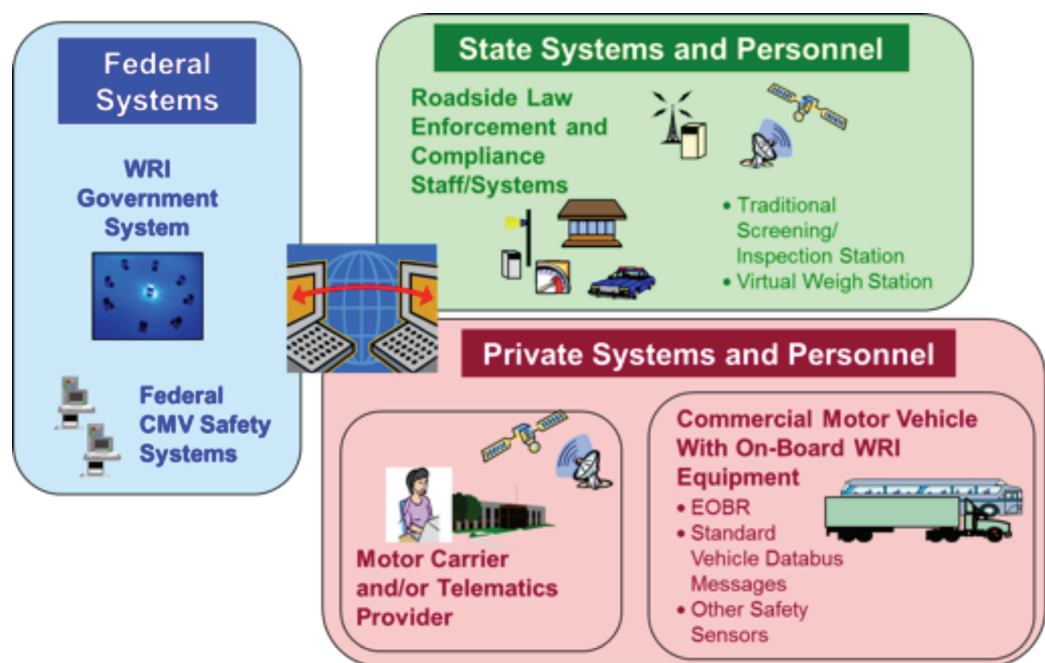 Federal
Systems
WRI
Government
System
Federal
CMV Safety
Systems
State Systems and Personnel
Roadside Law
Enforcement and
Compliance
Staff/Systems
• Traditional
Screening/
Inspection Station
• Virtual Weigh Station
Private Systems and Personnel
Motor Carrier
and/or Telematics
Provider
Commercial Motor Vehicle
With On-Board WRI
Equipment
• EOBR
• Standard
Vehicle Databus
Messages
• Other Safety
Sensors